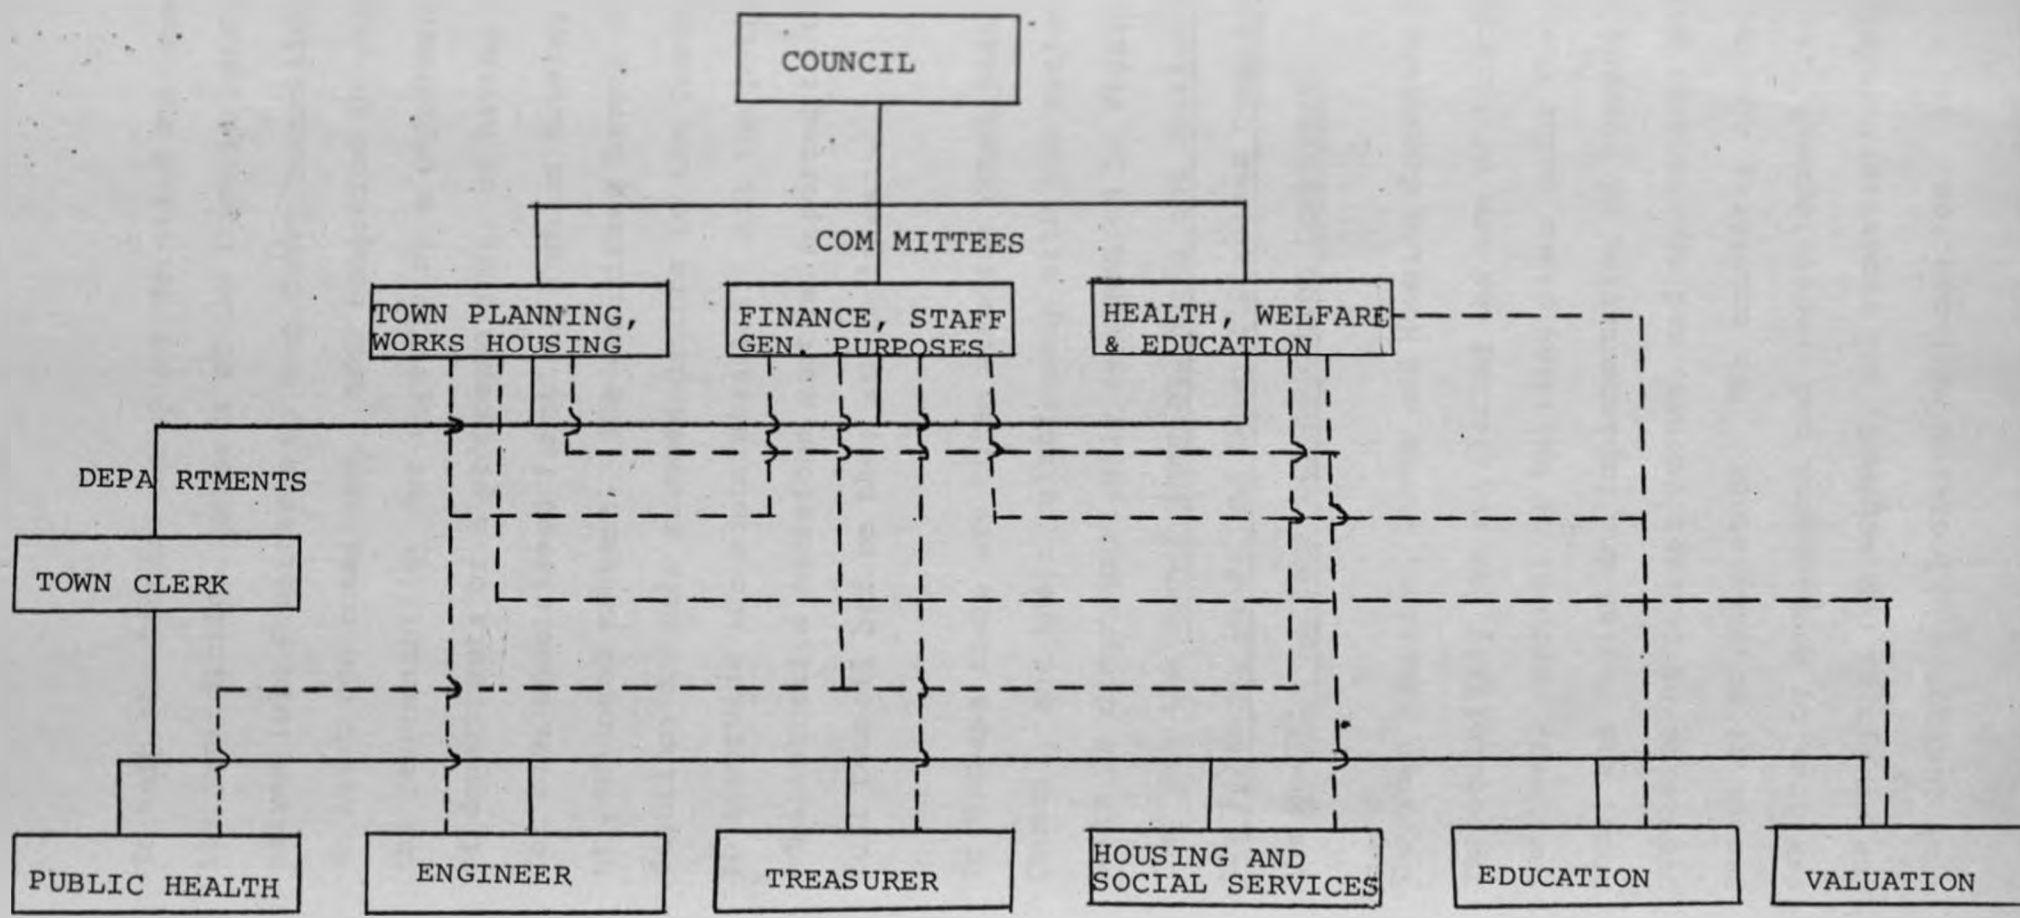 COUNCIL
COM MITTEES
TOWN PLANNING,
WORKS HOUSING
FINANCE, STAFF
GEN. PURPOSES
HEALTH, WELFARE
& EDUCATION
DEPA RTMENTS
TOWN CLERK
PUBLIC HEALTH
ENGINEER
TREASURER
HOUSING AND
SOCIAL SERVICES
EDUCATION
VALUATION